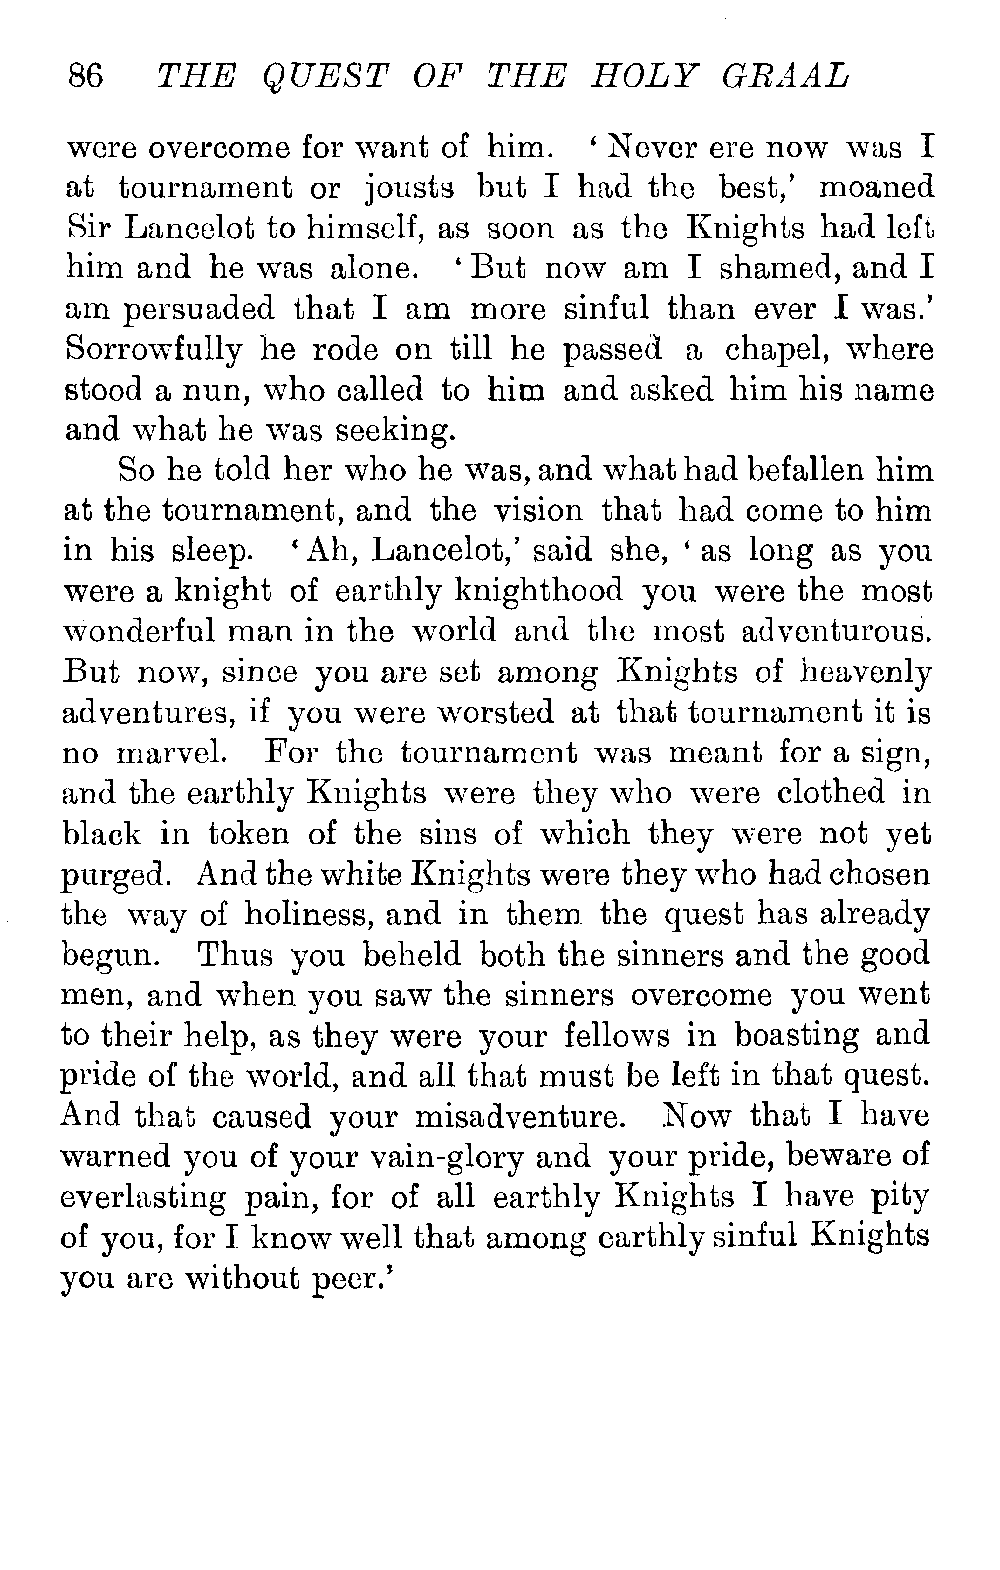 86 THE QUEST OF THE HOLY GRAAL
were overcome for want of him. ‘Never ere now was I
at tournament or jousts but I had the best,’ moaned
Sir Lancelot to himself, as soon as the Knights had left
him and he was alone. ‘But now am I shamed, and I
am persuaded that I am more sinful than ever I was.’
Sorrowfully he rode on till he passed a chapel, where
stood a nun, who called to him and asked him his name
and what he was seeking.
So he told her who he was, and what had befallen him
at the tournament, and the vision that had come to him
in his sleep. ‘Ah, Lancelot,’ said she, ‘as long as you
were a knight of earthly knighthood you were the most
wonderful man in the world and the most adventurous.
But now, since you are set among Knights of heavenly
adventures, if you were worsted at that tournament it is
no marvel. For the tournament was meant for a sign,
and the earthly Knights were they who were clothed in
black in token of the sins of which they were not yet
purged. And the white Knights were they who had chosen
the way of holiness, and in them the quest has already
begun. Thus you beheld both the sinners and the good
men, and when you saw the sinners overcome you went
to their help, as they were your fellows in boasting and
pride of the world, and all that must be left in that quest.
And that caused your misadventure. Now that I have
warned you of your vain-glory and your pride, beware of
everlasting pain, for of all earthly Knights I have pity
of you, for I know well that among earthly sinful Knights
you are without peer.’